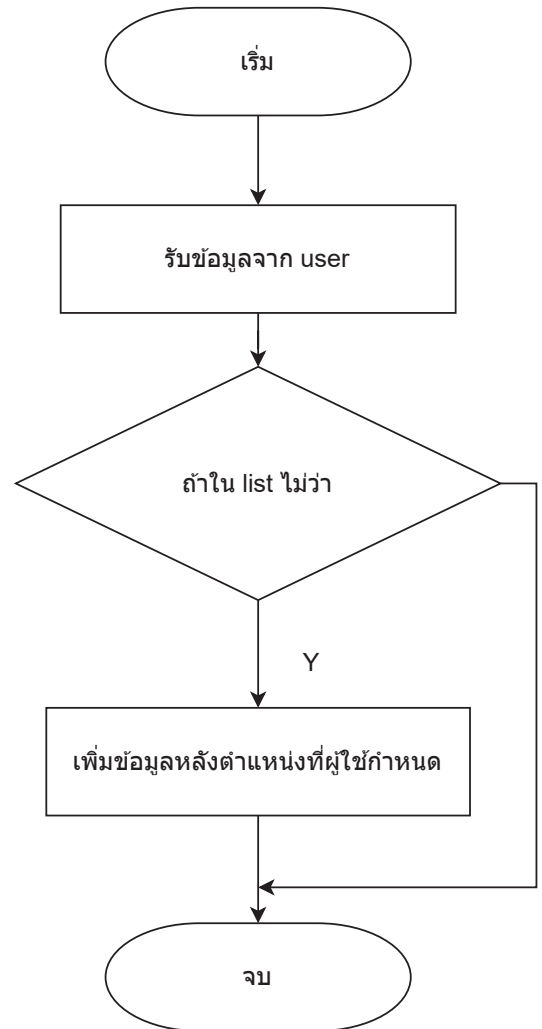 เริ่ม
รับข้อมูลจาก user
ถ้าใน list ไม่ว่า
Y
เพิ่มข้อมูลหลังตำแหน่งที่ผู้ใช้กำหนด
จบ